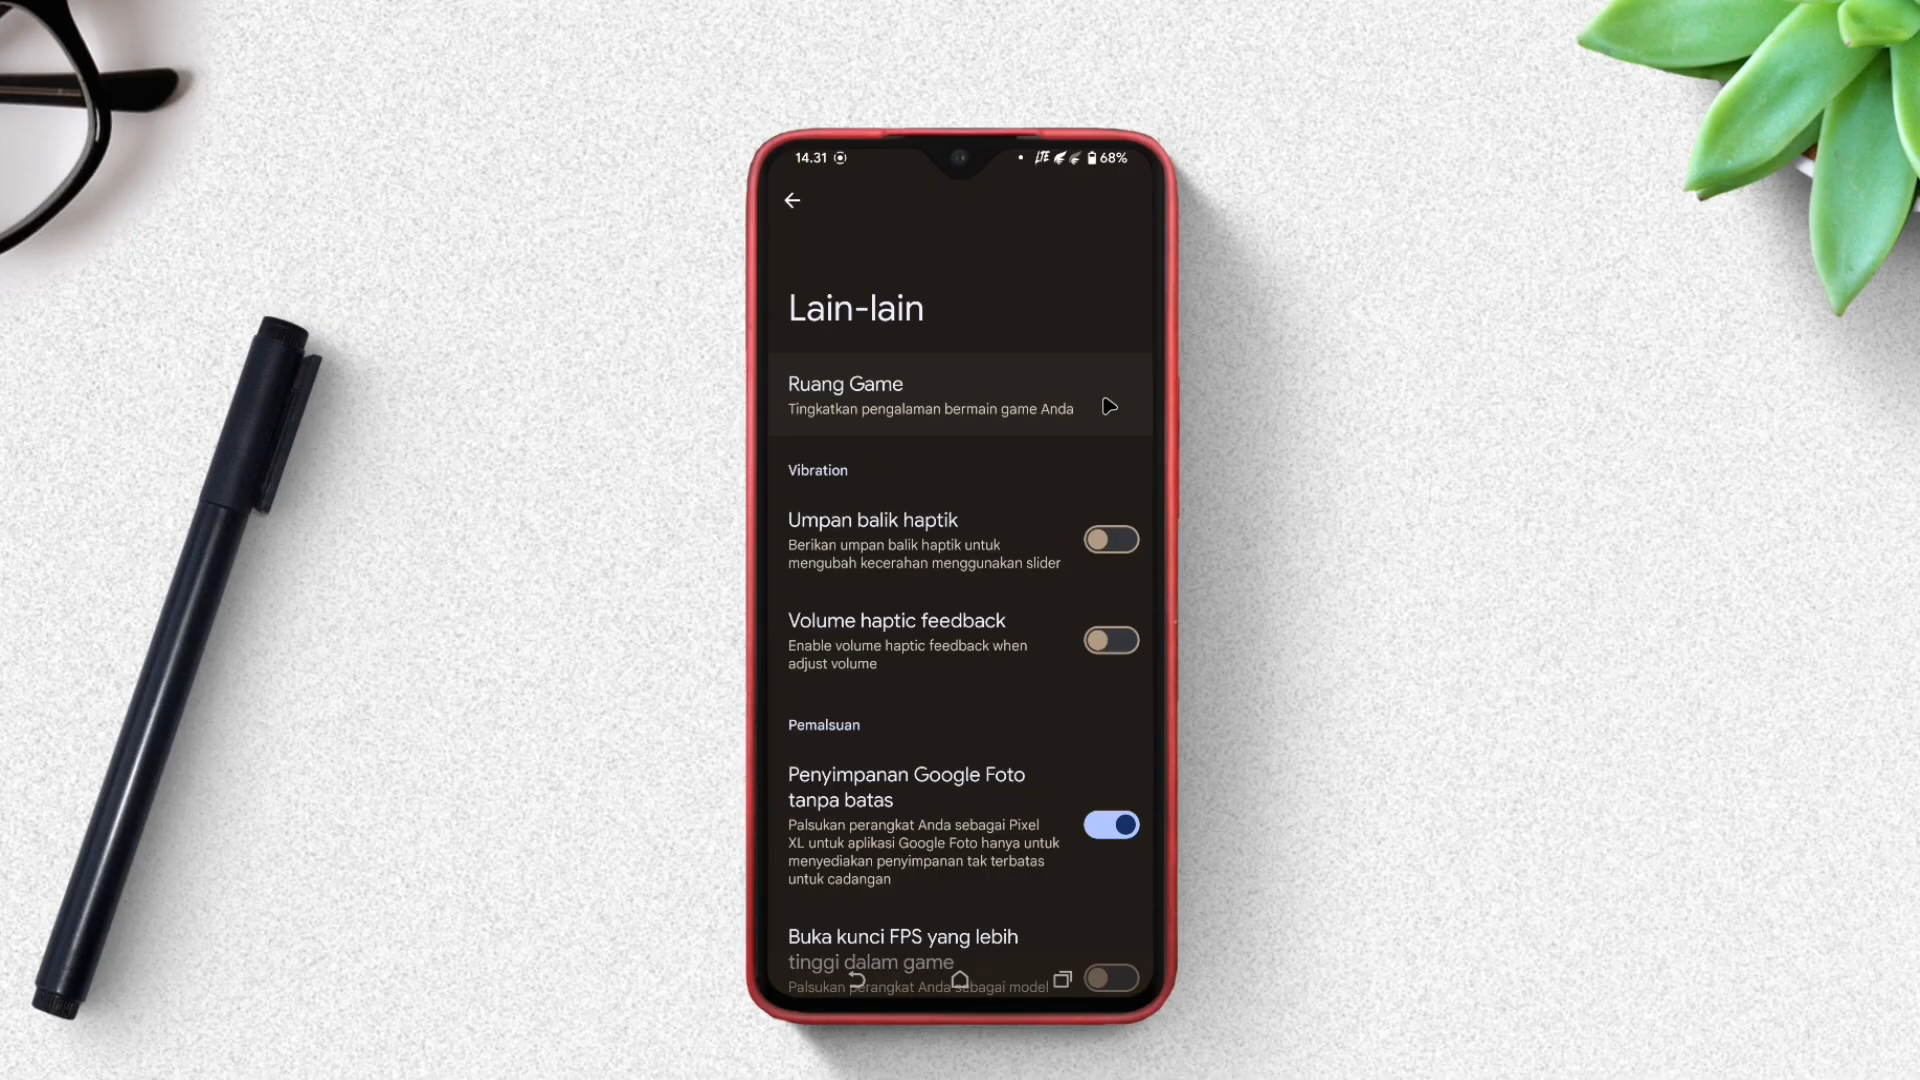 14.31 LTE 68%
Lain-lain
Ruang Game
Tingkatkan pengalaman bermain game Anda
Vibration
Umpan balik haptik
Berikan umpan balik haptik untuk
mengubah kecerahan menggunakan slider
Volume haptic feedback
Enable volume haptic feedback when
adjust volume
Pemalsuan
Penyimpanan Google Foto
tanpa batas
Palsukan perangkat Anda sebagai Pixel
XL untuk aplikasi Google Foto hanya untuk
menyediakan penyimpanan tak terbatas
untuk cadangan
Buka kunci FPS yang lebih
tinggi dalam game
Palsukan perangkat Anda sebagai model